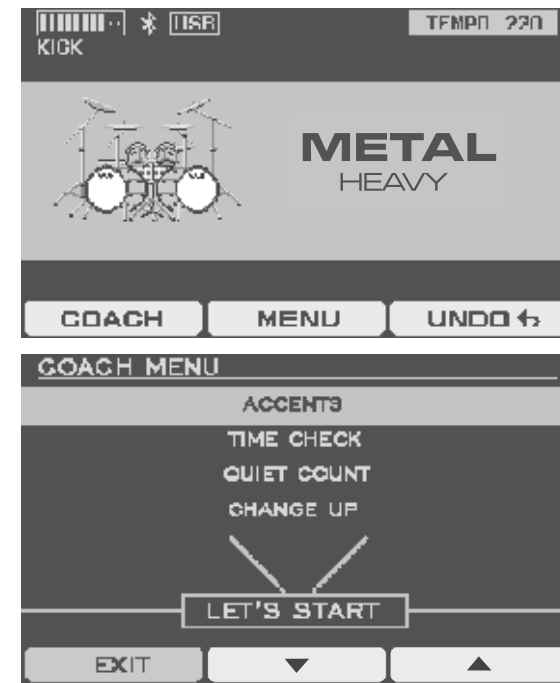 USB TEMPO 220
KICK
METAL
HEAVY
COACH MENU UNDO
COACH MENU
ACCENTS
TIME CHECK
QUIET COUNT
CHANGE UP
LET'S START
EXIT